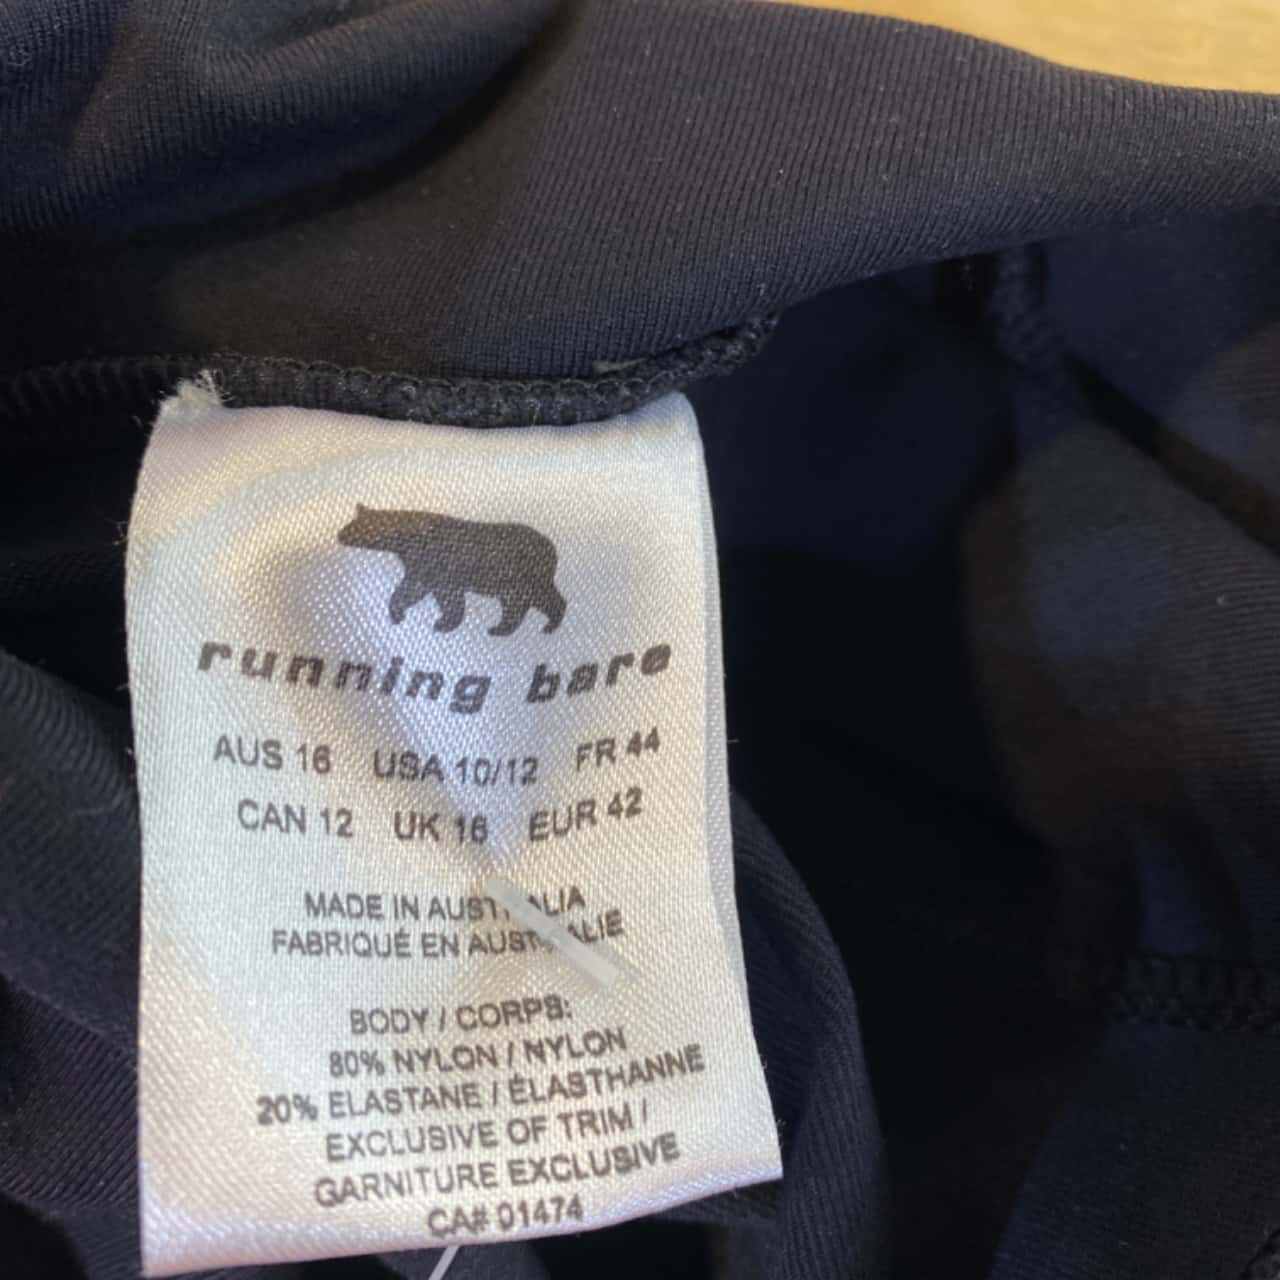 running bare
AUS 16 USA 10/12 FR 44
CAN 12 UK 16 EUR 42
MADE IN AUSTRALIA
FABRIQUÉ EN AUSTRALIE
BODY / CORPS:
80% NYLON / NYLON
20% ELASTANE / ÉLASTHANNE
EXCLUSIVE OF TRIM /
GARNITURE EXCLUSIVE
CA# 01474